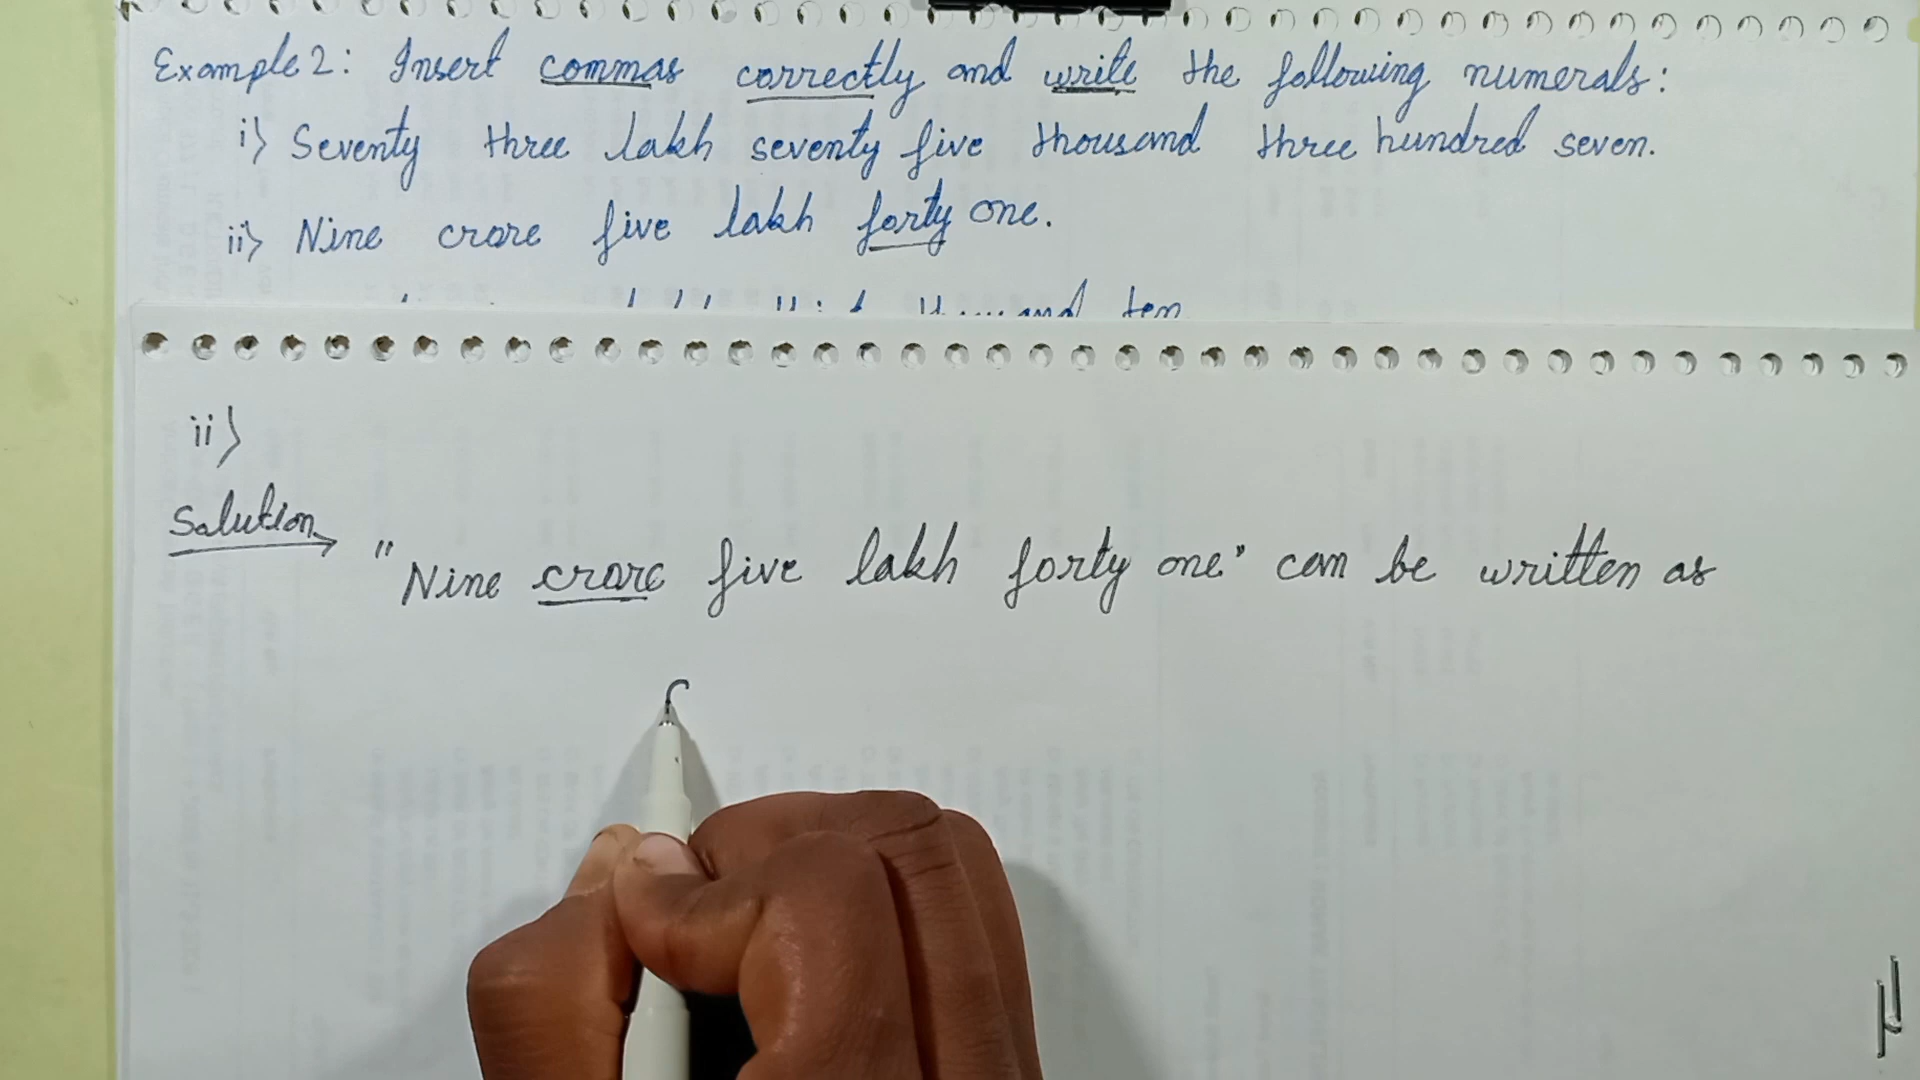 Example 2: Insert commas correctly and write the following numerals:
i) Seventy three lakh seventy five thousand three hundred seven.
ii) Nine crore five lakh forty one.
thousand ten
ii)
Solution → "Nine crore five lakh forty one" can be written as